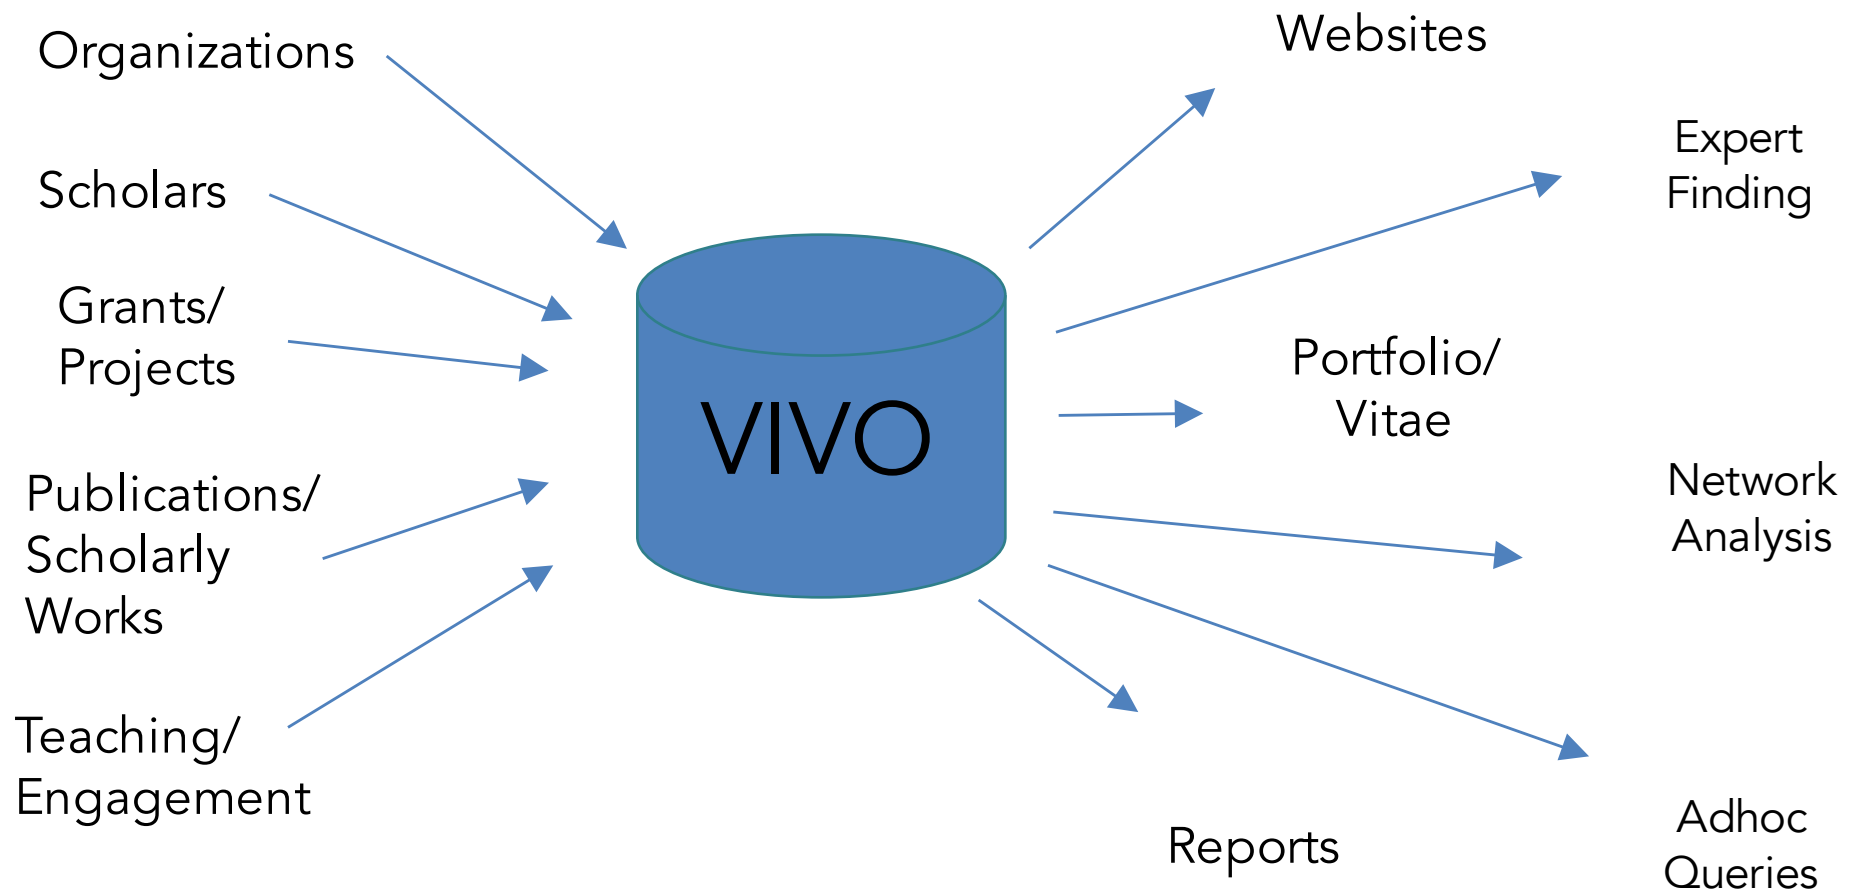 Organizations
Scholars
Grants/
Projects
Publications/
Scholarly
Works
Teaching/
Engagement
VIVO
Websites
Expert
Finding
Portfolio/
Vitae
Network
Analysis
Reports
Adhoc
Queries